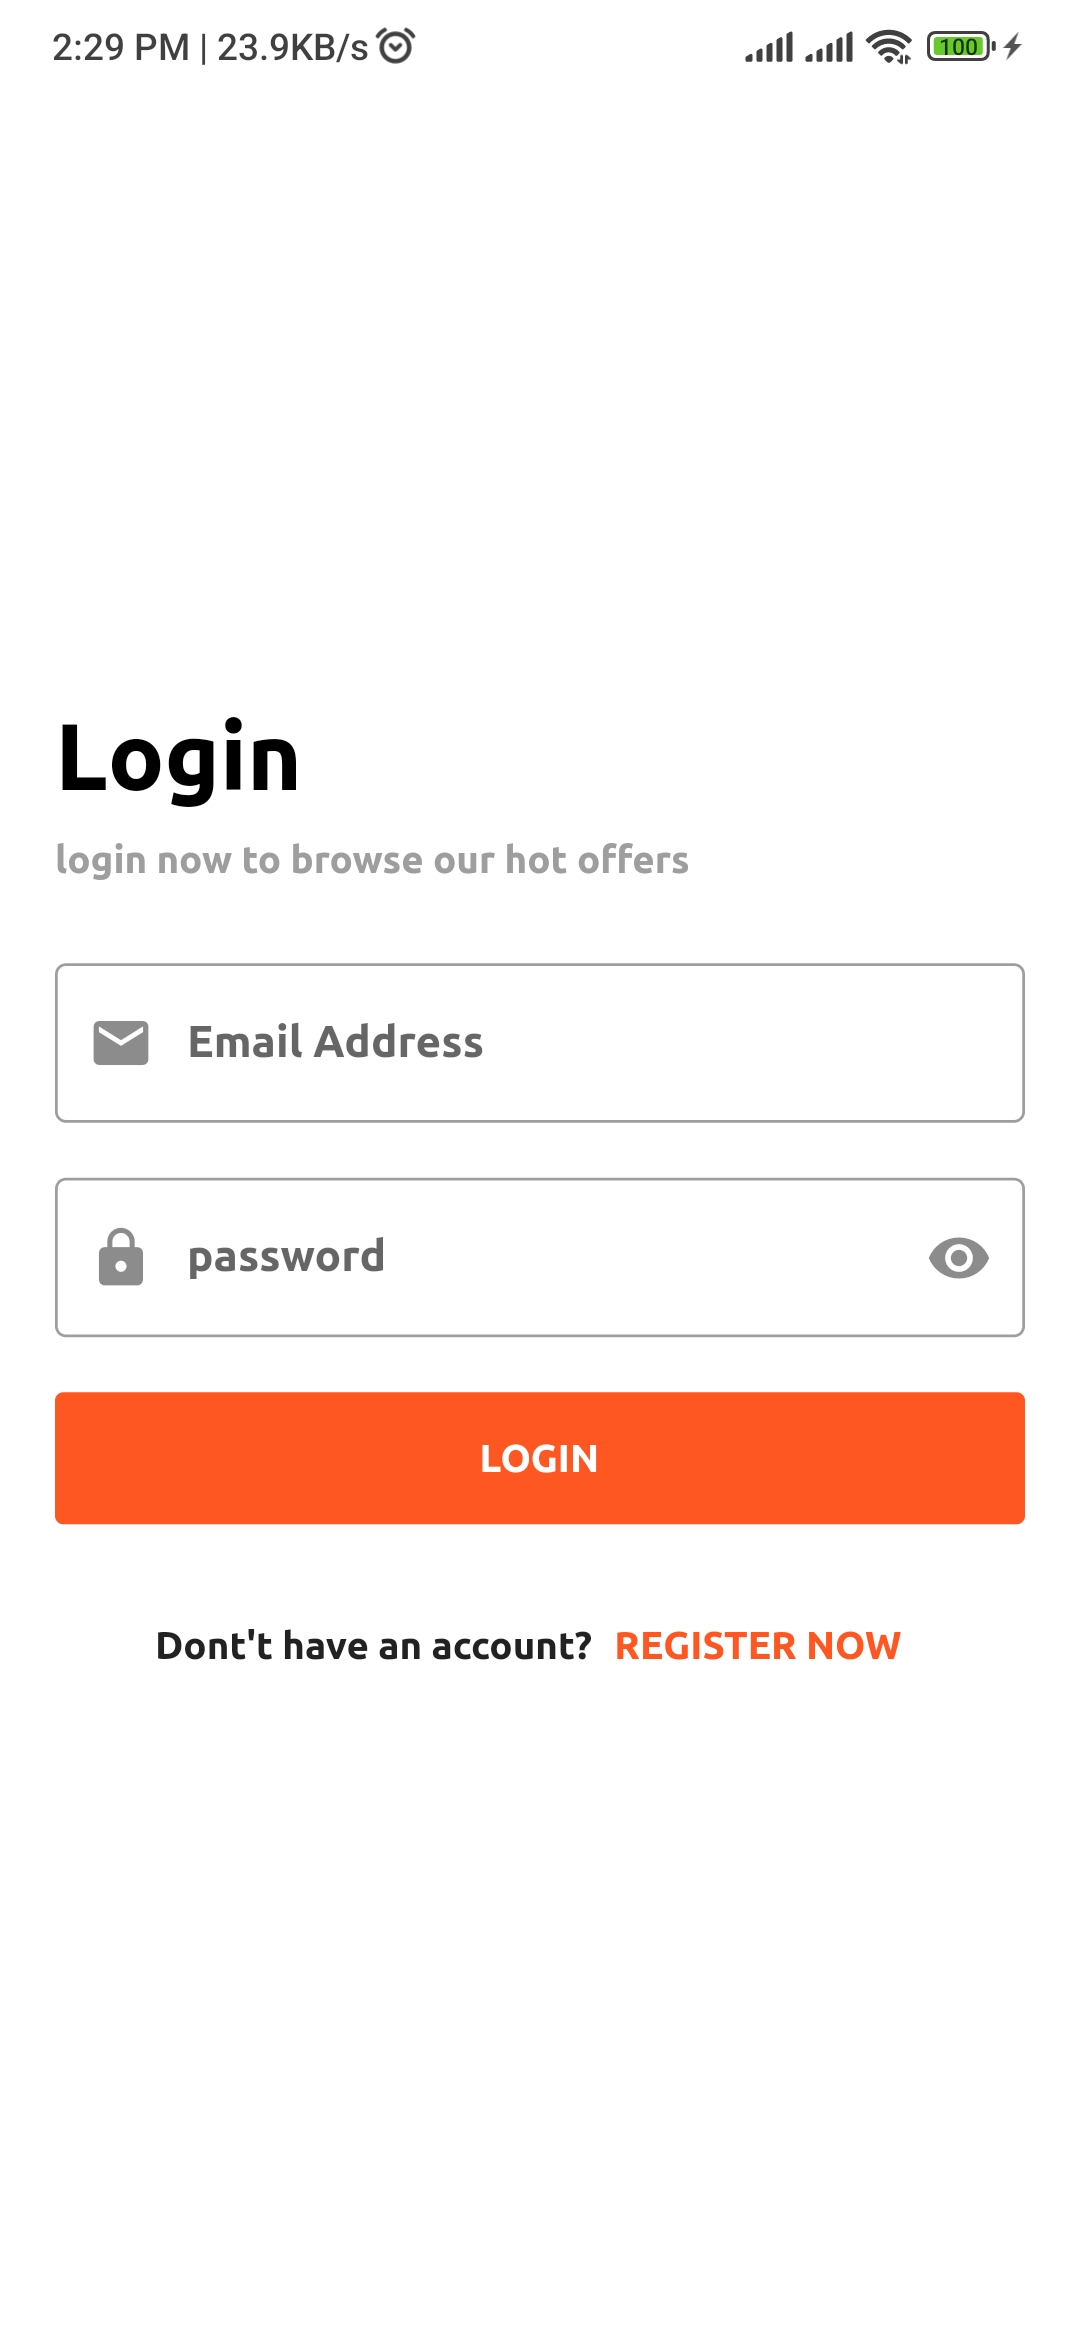 2:29 PM | 23.9KB/s 100
Login
login now to browse our hot offers
Email Address
password
LOGIN
Dont't have an account? REGISTER NOW